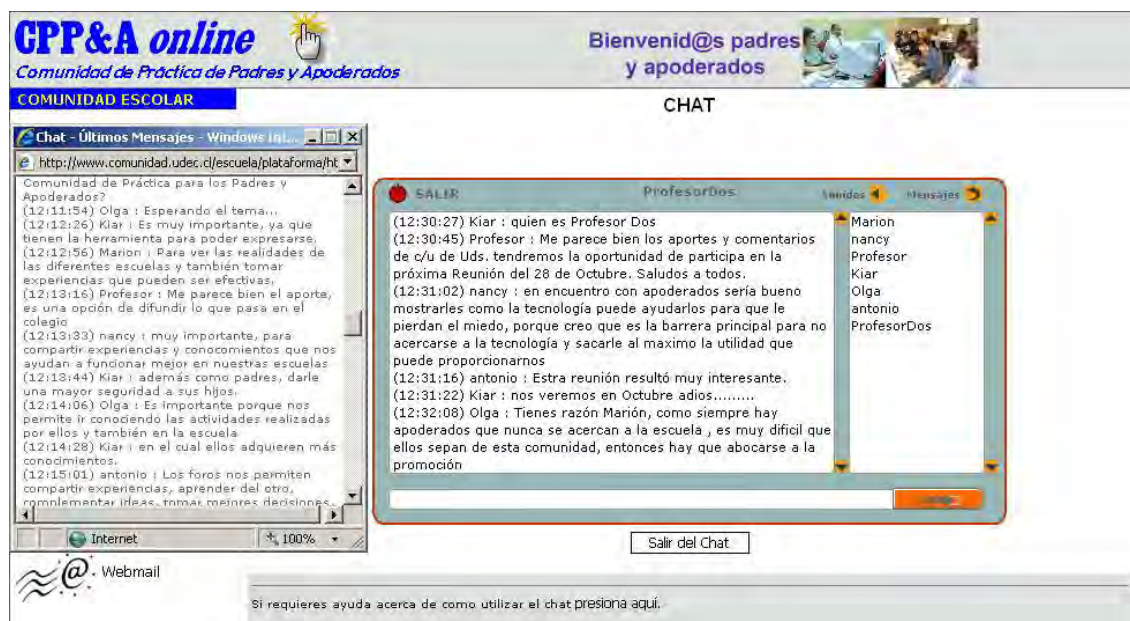 CPP&A online
Comunidad de Práctica de Padres y Apoderados
Bienvenid@s padres
y apoderados
COMUNIDAD ESCOLAR
CHAT
Chat - Últimos Mensajes - Windows Int...
http://www.comunidad.udec.cl/escuela/plataforma/ht
Comunidad de Práctica para los Padres y
Apoderados?
(12:11:54) Olga : Esperando el tema...
(12:12:26) Kiar : Es muy importante, ya que
tienen la herramienta para poder expresarse.
(12:12:56) Marion : Para ver las realidades de
las diferentes escuelas y también tomar
experiencias que pueden ser efectivas.
(12:13:16) Profesor : Me parece bien el aporte,
es una opción de difundir lo que pasa en el
colegio
(12:13:33) nancy : muy importante, para
compartir experiencias y conocomientos que nos
ayudan a funcionar mejor en nuestras escuelas
(12:13:44) Kiar : además como padres, darle
una mayor seguridad a sus hijos.
(12:14:06) Olga : Es importante porque nos
permite ir conociendo las actividades realizadas
por ellos y también en la escuela
(12:14:28) Kiar : en el cual ellos adquieren más
conocimientos.
(12:15:01) antonio : Los foros nos permiten
compartir experiencias, aprender del otro,
complementar ideas, tomar mejores decisiones.
Internet
100%
SALIR
ProfesorDos
Sonidos
Mensajes
(12:30:27) Kiar : quien es Profesor Dos
(12:30:45) Profesor : Me parece bien los aportes y comentarios
de c/u de Uds. tendremos la oportunidad de participa en la
próxima Reunión del 28 de Octubre. Saludos a todos.
(12:31:02) nancy : en encuentro con apoderados sería bueno
mostrarles como la tecnología puede ayudarlos para que le
pierdan el miedo, porque creo que es la barrera principal para no
acercarse a la tecnología y sacarle al maximo la utilidad que
puede proporcionarnos
(12:31:16) antonio : Estra reunión resultó muy interesante.
(12:31:22) Kiar : nos veremos en Octubre adios.........
(12:32:08) Olga : Tienes razón Marión, como siempre hay
apoderados que nunca se acercan a la escuela , es muy dificil que
ellos sepan de esta comunidad, entonces hay que abocarse a la
promoción
Marion
nancy
Profesor
Kiar
Olga
antonio
ProfesorDos
Salir del Chat
Webmail
Si requieres ayuda acerca de como utilizar el chat presiona aquí.